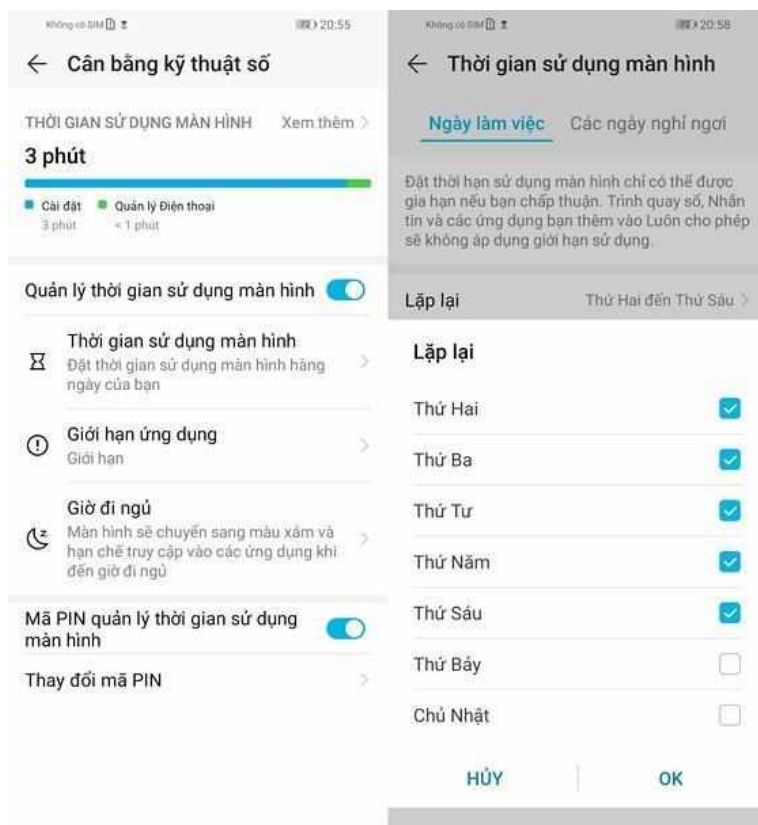 Không có SIM 20:55
Cân bằng kỹ thuật số
THỜI GIAN SỬ DỤNG MÀN HÌNH Xem thêm
3 phút
Cài đặt Quản lý Điện thoại
3 phút < 1 phút
Quản lý thời gian sử dụng màn hình
Thời gian sử dụng màn hình
Đặt thời gian sử dụng màn hình hàng
ngày của bạn
Giới hạn ứng dụng
Giới hạn
Giờ đi ngủ
Màn hình sẽ chuyển sang màu xám và
hạn chế truy cập vào các ứng dụng khi
đến giờ đi ngủ
Mã PIN quản lý thời gian sử dụng
màn hình
Thay đổi mã PIN
Không có SIM 20:58
Thời gian sử dụng màn hình
Ngày làm việc Các ngày nghỉ ngơi
Đặt thời hạn sử dụng màn hình chỉ có thể được
gia hạn nếu bạn chấp thuận. Trình quay số, Nhắn
tin và các ứng dụng bạn thêm vào Luôn cho phép
sẽ không áp dụng giới hạn sử dụng.
Lặp lại Thứ Hai đến Thứ Sáu
Lặp lại
Thứ Hai
Thứ Ba
Thứ Tư
Thứ Năm
Thứ Sáu
Thứ Bảy
Chủ Nhật
HỦY OK